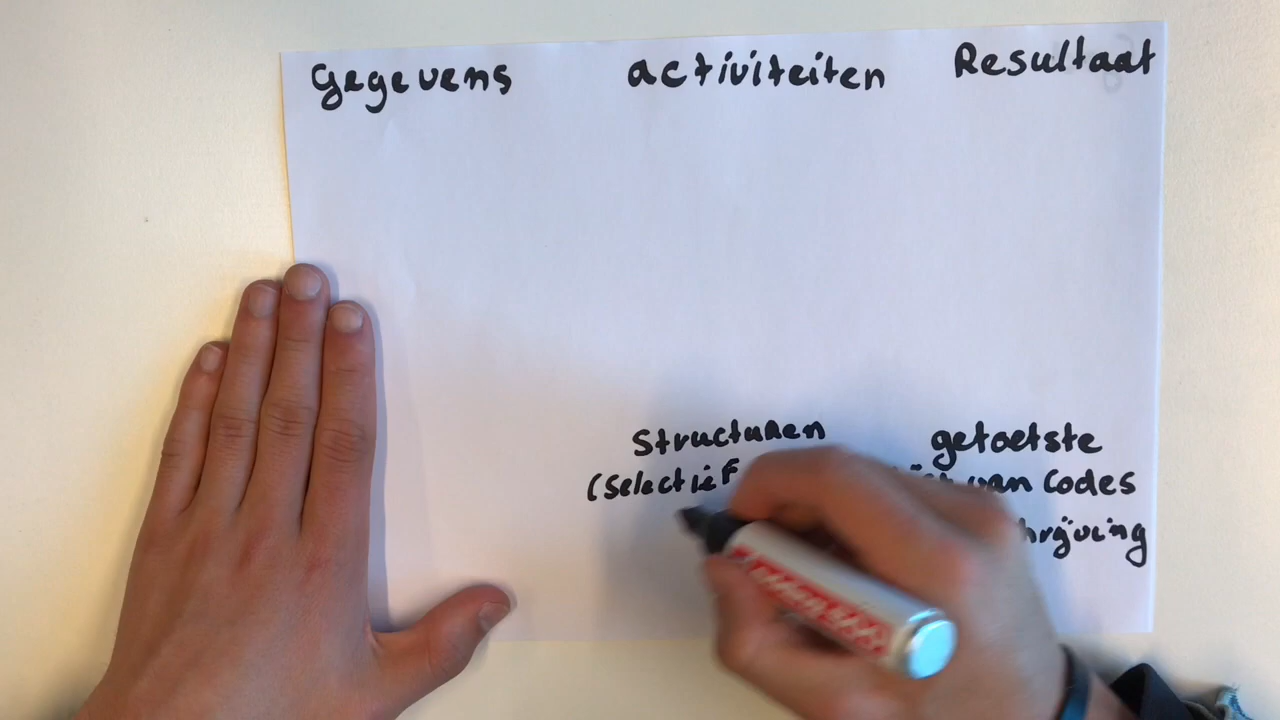 gegevens activiteiten Resultaat
Structuren getoetste
(Selectief van Codes